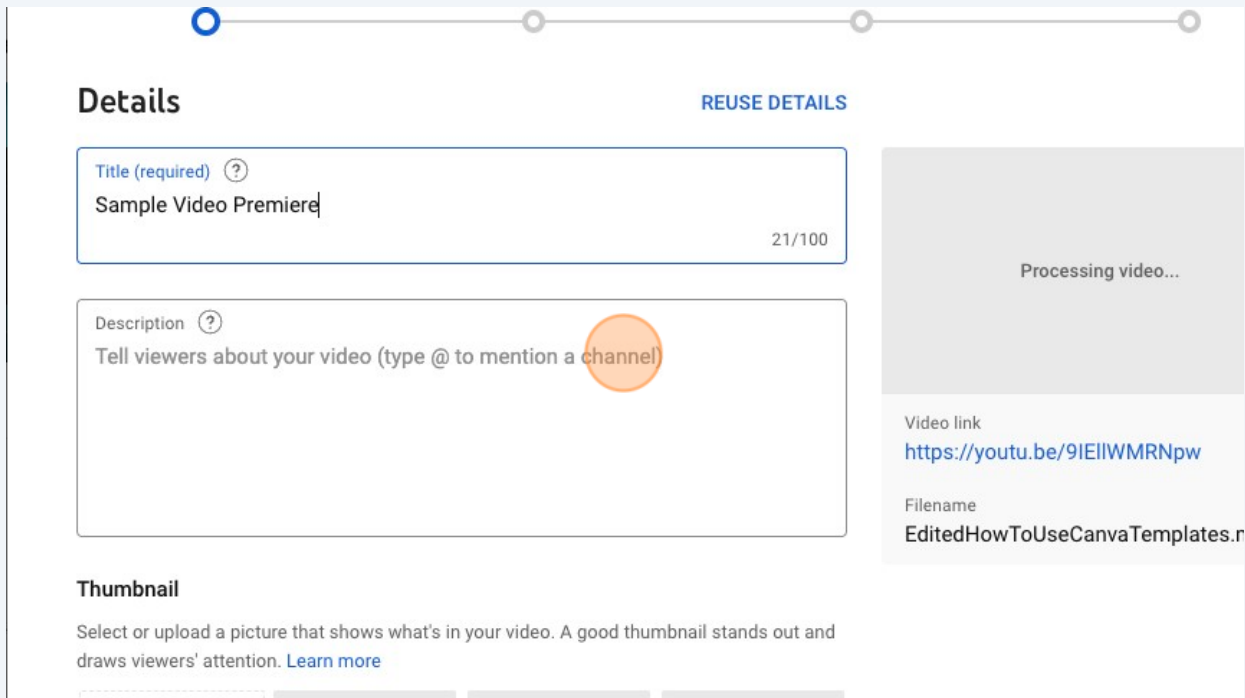 Details
REUSE DETAILS
Title (required) ?
Sample Video Premiere
21/100
Description ?
Tell viewers about your video (type @ to mention a channel)
Processing video...
Video link
https://youtu.be/9IEllWMRNpw
Filename
EditedHowToUseCanvaTemplates.
Thumbnail
Select or upload a picture that shows what's in your video. A good thumbnail stands out and
draws viewers' attention. Learn more